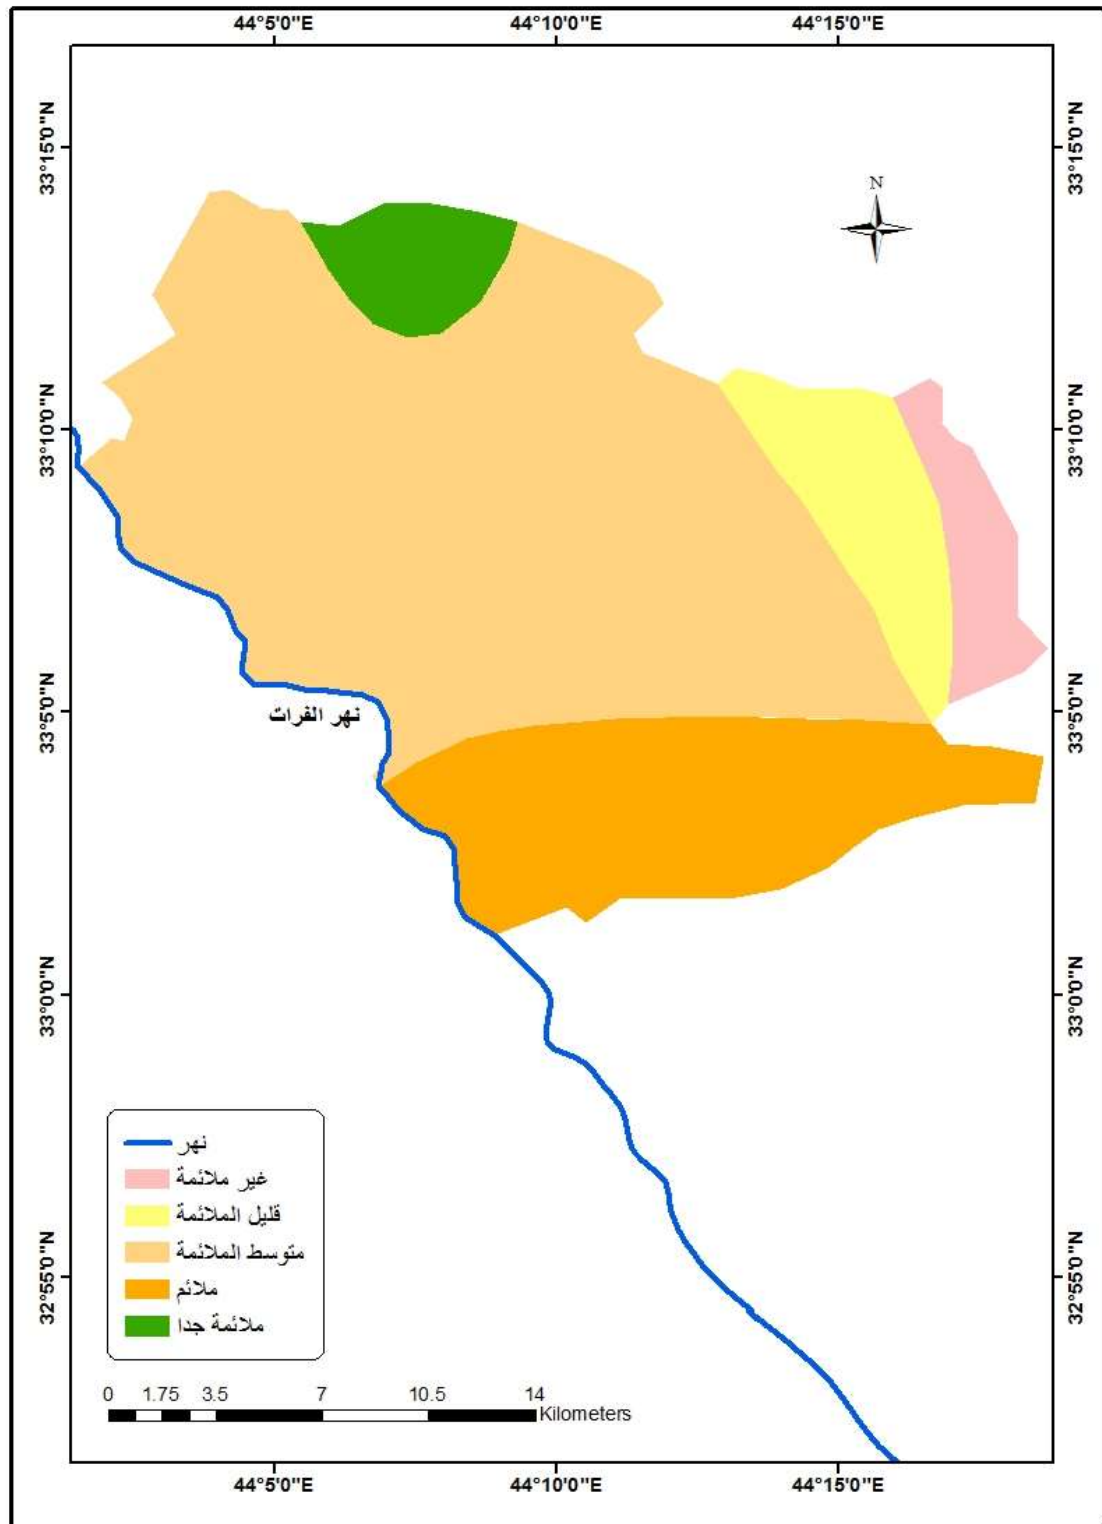 44°5'0"E
44°10'0"E
44°15'0"E
33°15'0"N
33°15'0"N
N
33°10'0"N
33°10'0"N
33°5'0"N
33°5'0"N
نهر الفرات
33°0'0"N
33°0'0"N
نهر
غير ملائمة
قليل الملائمة
متوسط الملائمة
ملائم
ملائمة جدا
32°55'0"N
32°55'0"N
0 1.75 3.5 7 10.5 14
Kilometers
44°5'0"E
44°10'0"E
44°15'0"E